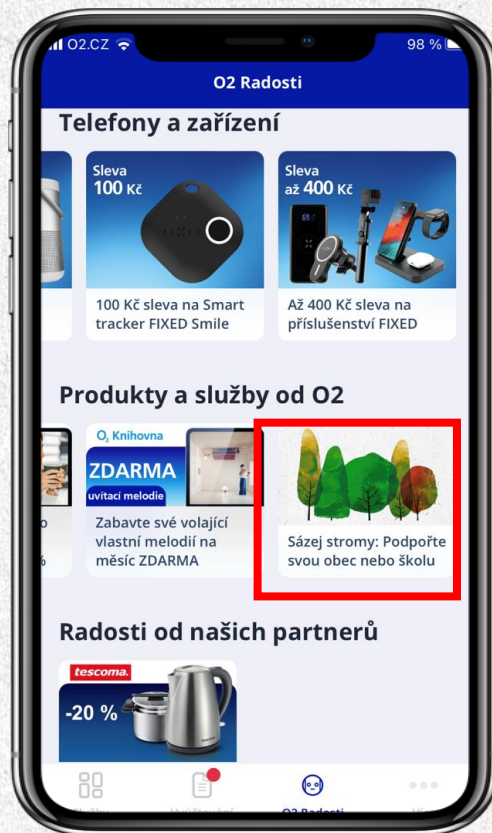 O2.CZ
98 %
O2 Radosti
Telefony a zařízení
Sleva
100 Kč
Sleva
až 400 Kč
FIXED
100 Kč sleva na Smart
tracker FIXED Smile
Až 400 Kč sleva na
příslušenství FIXED
Produkty a služby od O2
O₂ Knihovna
ZDARMA
uvítací melodie
Zabavte své volající
vlastní melodií na
měsíc ZDARMA
Sázej stromy: Podpořte
svou obec nebo školu
Radosti od našich partnerů
tescoma.
-20 %
O2 Radosti